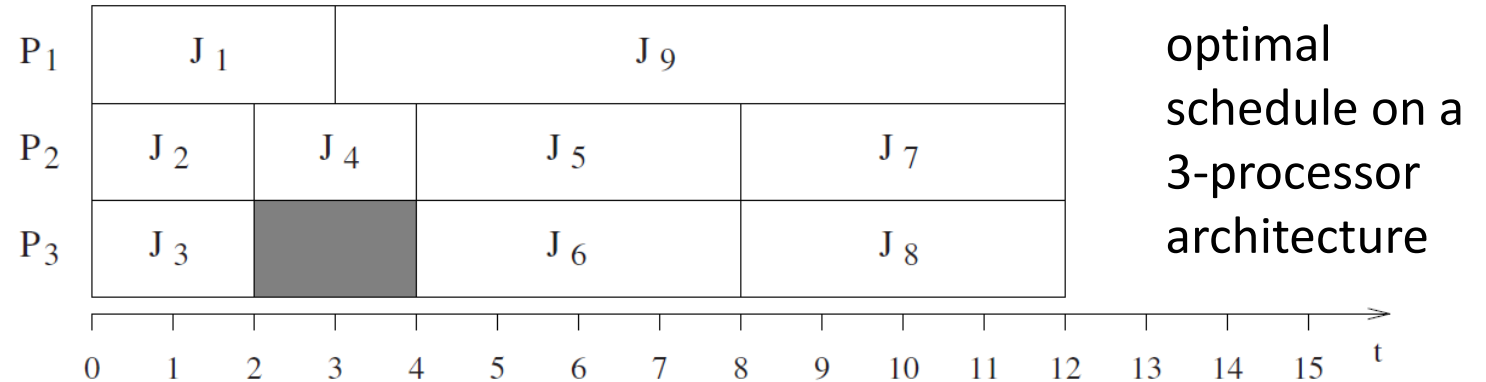 P1 J1 J9
P2 J2 J4 J5 J7
P3 J3 J6 J8
0 1 2 3 4 5 6 7 8 9 10 11 12 13 14 15 t
optimal
schedule on a
3-processor
architecture